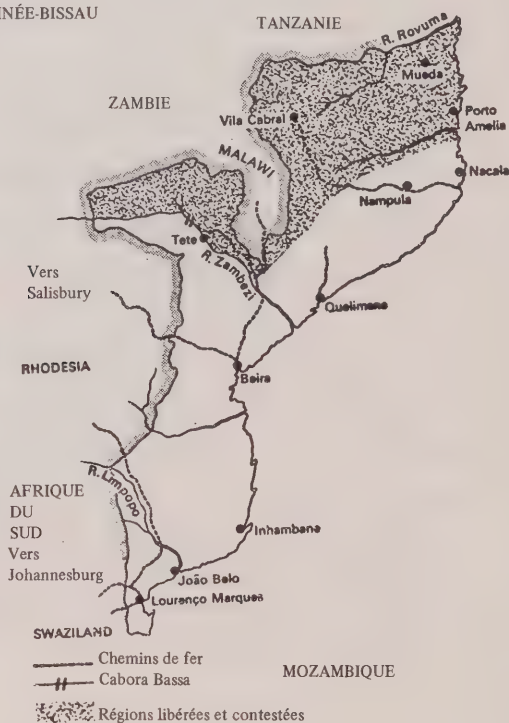 INÉE-BISSAU
TANZANIE
R. Rovuma
Mueda
ZAMBIE
Vila Cabral
Porto
Amelia
MALAWI
Nacala
Nampula
Tete
R. Zambezi
Vers
Salisbury
Quelimane
RHODESIA
Beira
R. Limpopo
AFRIQUE
DU
SUD
Vers
Johannesburg
Inhambane
João Belo
Lourenço Marques
SWAZILAND
Chemins de fer
Cabora Bassa
MOZAMBIQUE
Régions libérées et contestées